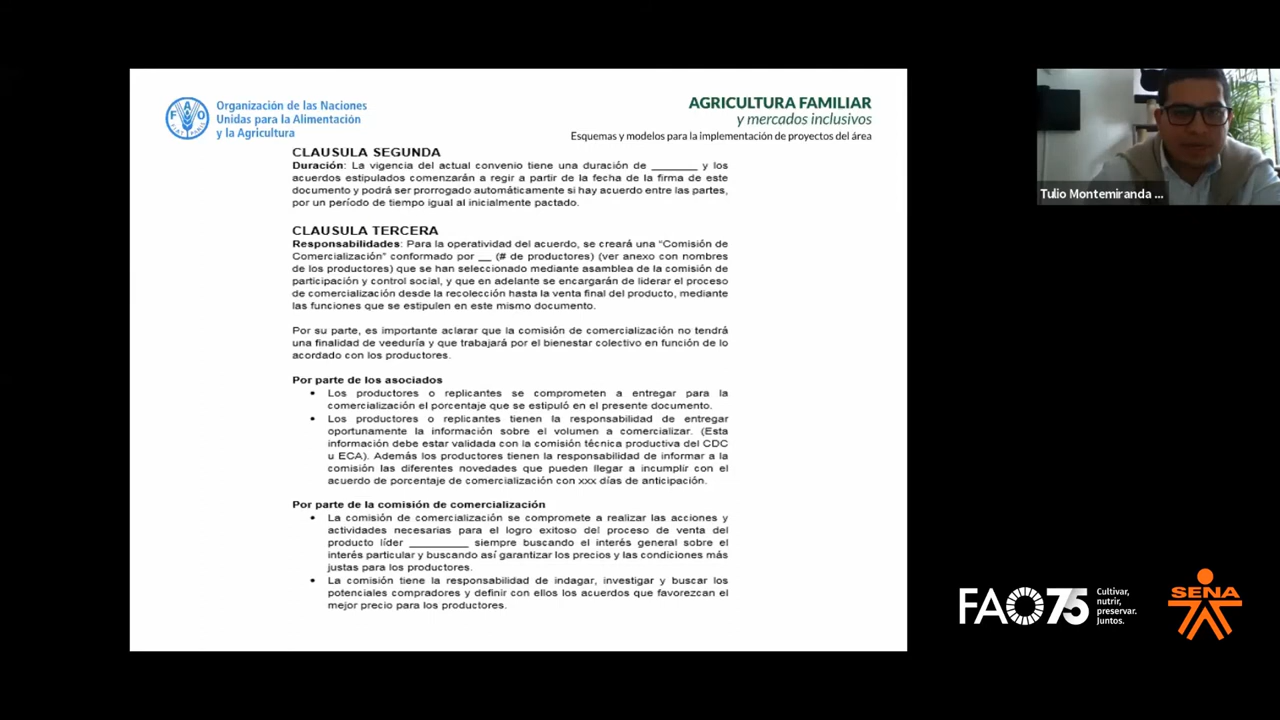 Organización de las Naciones
Unidas para la Alimentación
y la Agricultura
AGRICULTURA FAMILIAR
y mercados inclusivos
Esquemas y modelos para la implementación de proyectos del área
CLAUSULA SEGUNDA
Duración: La vigencia del actual convenio tiene una duración de _______ y los
acuerdos estipulados comenzarán a regir a partir de la fecha de la firma de este
documento y podrá ser prorrogado automáticamente si hay acuerdo entre las partes,
por un período de tiempo igual al inicialmente pactado.
CLAUSULA TERCERA
Responsabilidades: Para la operatividad del acuerdo, se creará una “Comisión de
Comercialización” conformado por __ (# de productores) (ver anexo con nombres
de los productores) que se han seleccionado mediante asamblea de la comisión de
participación y control social, y que en adelante se encargarán de liderar el proceso
de comercialización desde la recolección hasta la venta final del producto, mediante
las funciones que se estipulen en este mismo documento.
Por su parte, es importante aclarar que la comisión de comercialización no tendrá
una finalidad de veeduría y que trabajará por el bienestar colectivo en función de lo
acordado con los productores.
Por parte de los asociados
• Los productores o replicantes se comprometen a entregar para la
comercialización el porcentaje que se estipuló en el presente documento.
• Los productores o replicantes tienen la responsabilidad de entregar
oportunamente la información sobre el volumen a comercializar. (Esta
información debe estar validada con la comisión técnica productiva del CDC
u ECA). Además los productores tienen la responsabilidad de informar a la
comisión las diferentes novedades que pueden llegar a incumplir con el
acuerdo de porcentaje de comercialización con xxx días de anticipación.
Por parte de la comisión de comercialización
• La comisión de comercialización se compromete a realizar las acciones y
actividades necesarias para el logro exitoso del proceso de venta del
producto líder _________ siempre buscando el interés general sobre el
interés particular y buscando así garantizar los precios y las condiciones más
justas para los productores.
• La comisión tiene la responsabilidad de indagar, investigar y buscar los
potenciales compradores y definir con ellos los acuerdos que favorezcan el
mejor precio para los productores.
Tulio Montemiranda ...
FAO75
Cultivar,
nutrir,
preservar.
Juntos.
SENA